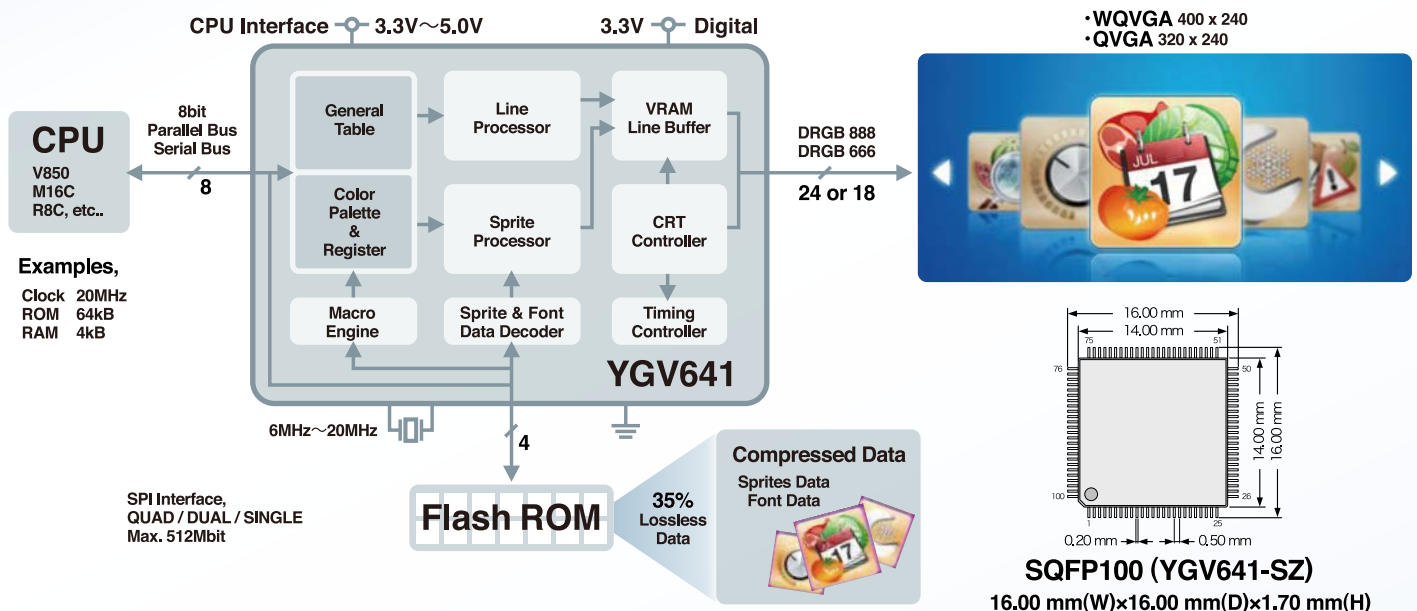 CPU Interface 3.3V～5.0V
3.3V Digital
・WQVGA 400 x 240
・QVGA 320 x 240
CPU
V850
M16C
R8C, etc..
8bit
Parallel Bus
Serial Bus
8
Examples,
Clock 20MHz
ROM 64kB
RAM 4kB
General
Table
Line
Processor
VRAM
Line Buffer
Color
Palette
&
Register
Sprite
Processor
CRT
Controller
Macro
Engine
Sprite & Font
Data Decoder
Timing
Controller
YGV641
DRGB 888
DRGB 666
24 or 18
JUL
17
6MHz～20MHz
4
SPI Interface,
QUAD / DUAL / SINGLE
Max. 512Mbit
Flash ROM
35%
Lossless
Data
Compressed Data
Sprites Data
Font Data
17
16.00 mm
14.00 mm
75
51
76
50
14.00 mm
16.00 mm
100
26
1
25
0.20 mm
0.50 mm
SQFP100 (YGV641-SZ)
16.00 mm(W)×16.00 mm(D)×1.70 mm(H)